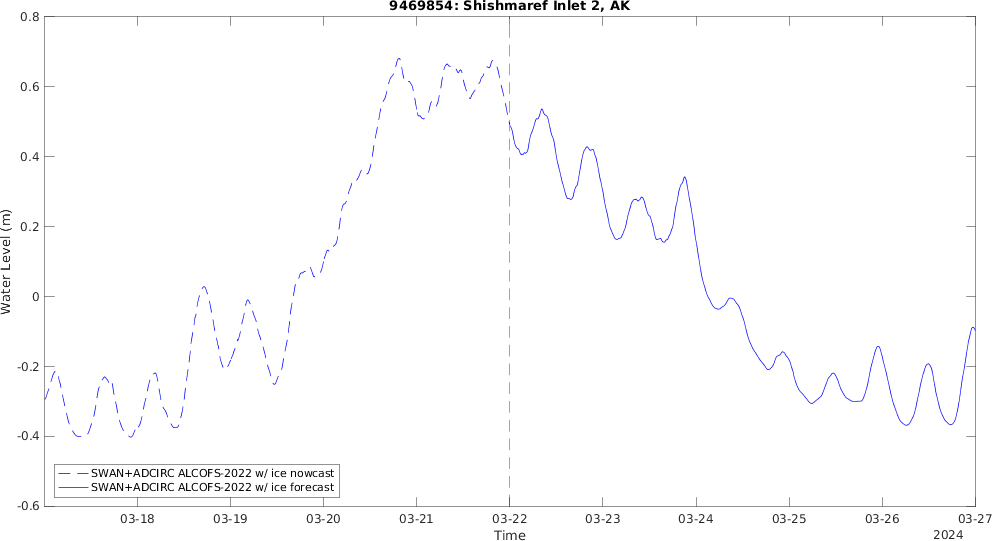 9469854: Shishmaref Inlet 2, AK
0.8
0.6
0.4
0.2
0
-0.2
-0.4
-0.6
Water Level (m)
SWAN+ADCIRC ALCOFS-2022 w/ ice nowcast
SWAN+ADCIRC ALCOFS-2022 w/ ice forecast
03-18 03-19 03-20 03-21 03-22 03-23 03-24 03-25 03-26 03-27
Time
2024